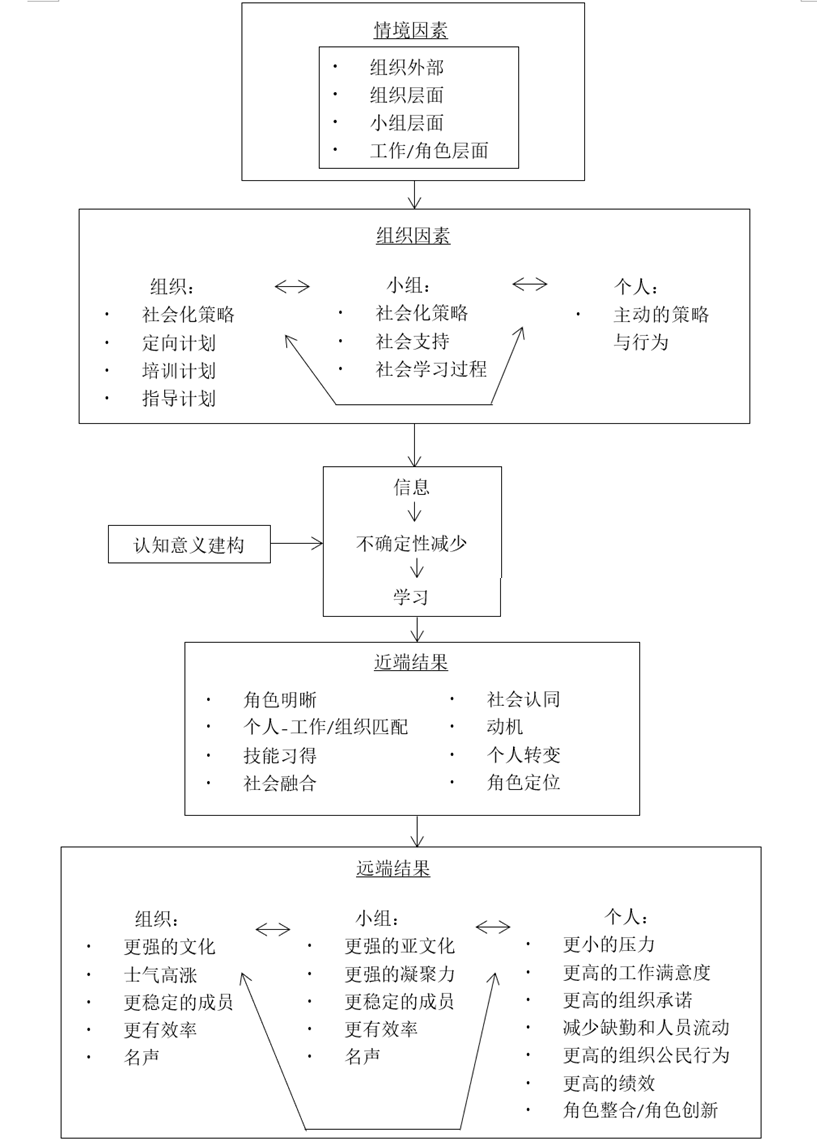 情境因素
· 组织外部
· 组织层面
· 小组层面
· 工作/角色层面
组织因素
组织：
· 社会化策略
· 定向计划
· 培训计划
· 指导计划
小组：
· 社会化策略
· 社会支持
· 社会学习过程
个人：
· 主动的策略
与行为
信息
不确定性减少
学习
认知意义建构
近端结果
· 角色明晰
· 个人-工作/组织匹配
· 技能习得
· 社会融合
· 社会认同
· 动机
· 个人转变
· 角色定位
远端结果
组织：
· 更强的文化
· 士气高涨
· 更稳定的成员
· 更有效率
· 名声
小组：
· 更强的亚文化
· 更强的凝聚力
· 更稳定的成员
· 更有效率
· 名声
个人：
· 更小的压力
· 更高的工作满意度
· 更高的组织承诺
· 减少缺勤和人员流动
· 更高的组织公民行为
· 更高的绩效
· 角色整合/角色创新